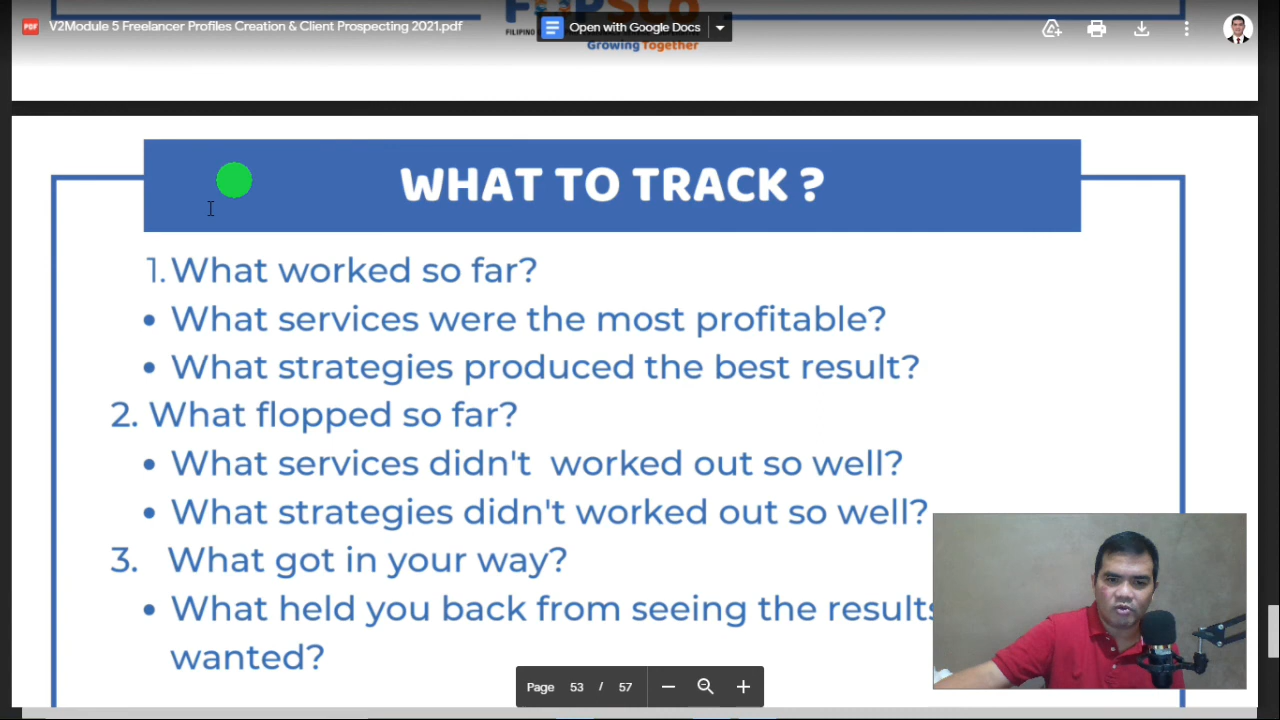 V2Module 5 Freelancer Profiles Creation & Client Prospecting 2021.pdf
PDF
Open with Google Docs
FILIPINO
Growing Together
WHAT TO TRACK ?
1. What worked so far?
• What services were the most profitable?
• What strategies produced the best result?
2. What flopped so far?
• What services didn't worked out so well?
• What strategies didn't worked out so well?
3. What got in your way?
• What held you back from seeing the results
wanted?
Page 53 / 57